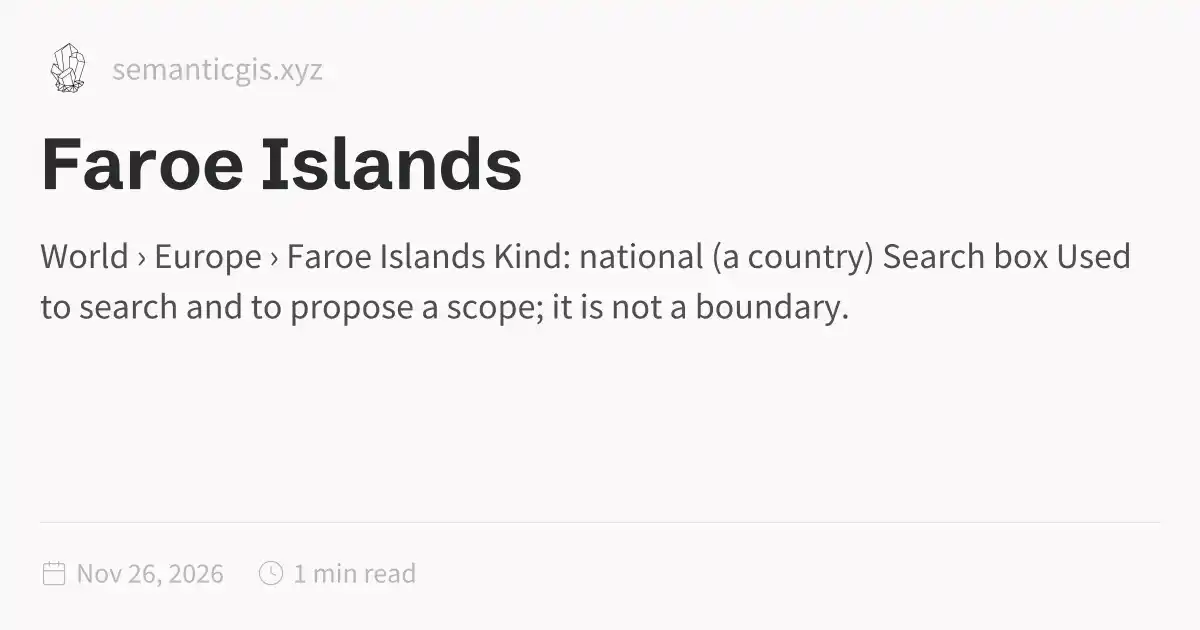 semanticgis.xyz
Faroe Islands
World › Europe › Faroe Islands Kind: national (a country) Search box Used
to search and to propose a scope; it is not a boundary.
Nov 26, 2026 1 min read